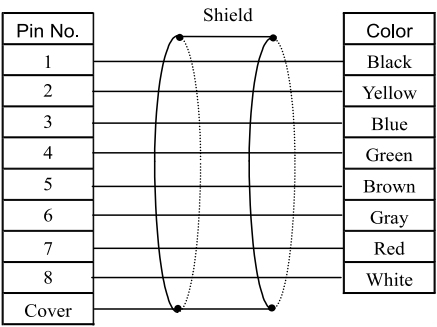 Shield
Pin No. Color
1 Black
2 Yellow
3 Blue
4 Green
5 Brown
6 Gray
7 Red
8 White
Cover